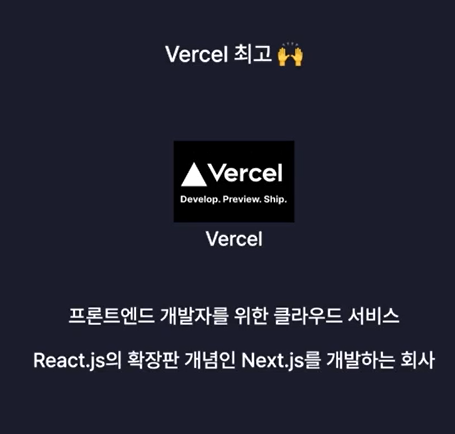 Vercel 최고 🙌
Vercel
Develop. Preview. Ship.
Vercel
프론트엔드 개발자를 위한 클라우드 서비스
React.js의 확장판 개념인 Next.js를 개발하는 회사